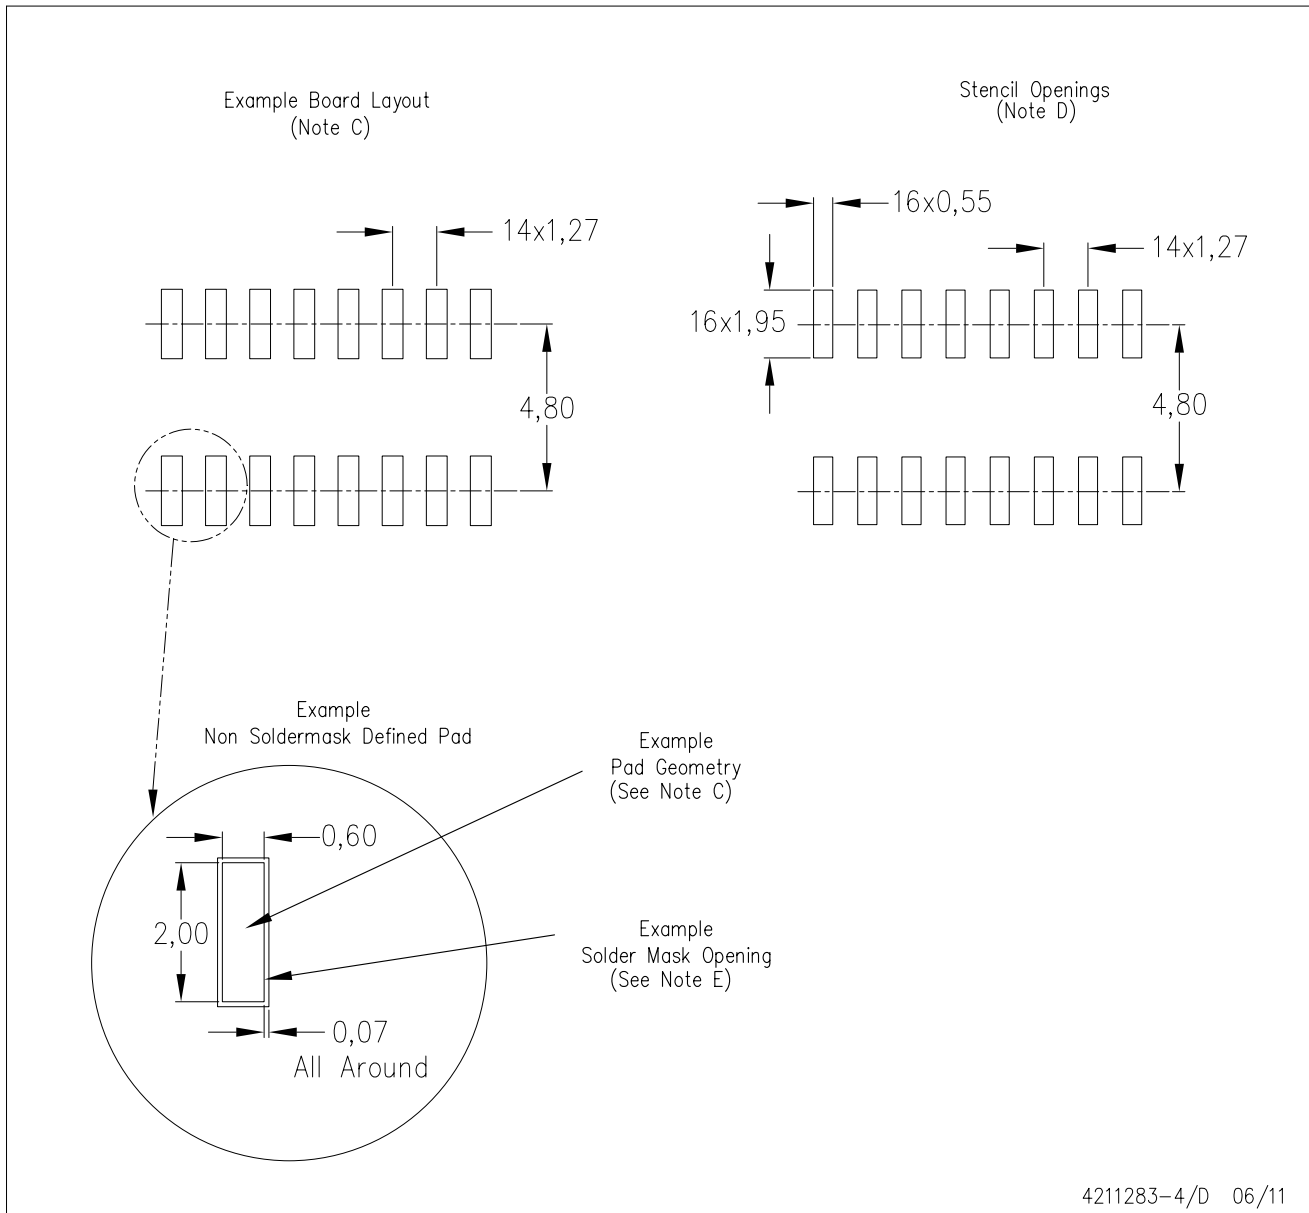 Example Board Layout
(Note C)
Stencil Openings
(Note D)
14x1,27
4,80
16x0,55
14x1,27
16x1,95
4,80
Example
Non Soldermask Defined Pad
Example
Pad Geometry
(See Note C)
0,60
2,00
Example
Solder Mask Opening
(See Note E)
0,07
All Around
4211283-4/D 06/11